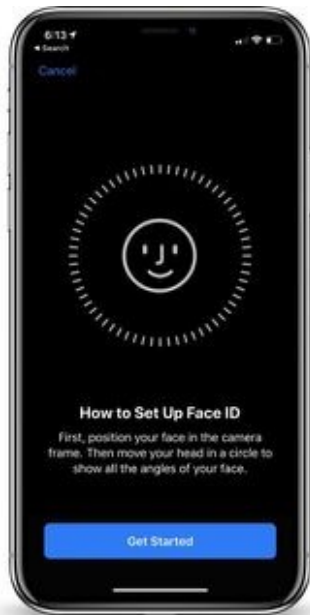 6:13
Search
Cancel
How to Set Up Face ID
First, position your face in the camera
frame. Then move your head in a circle to
show all the angles of your face.
Get Started